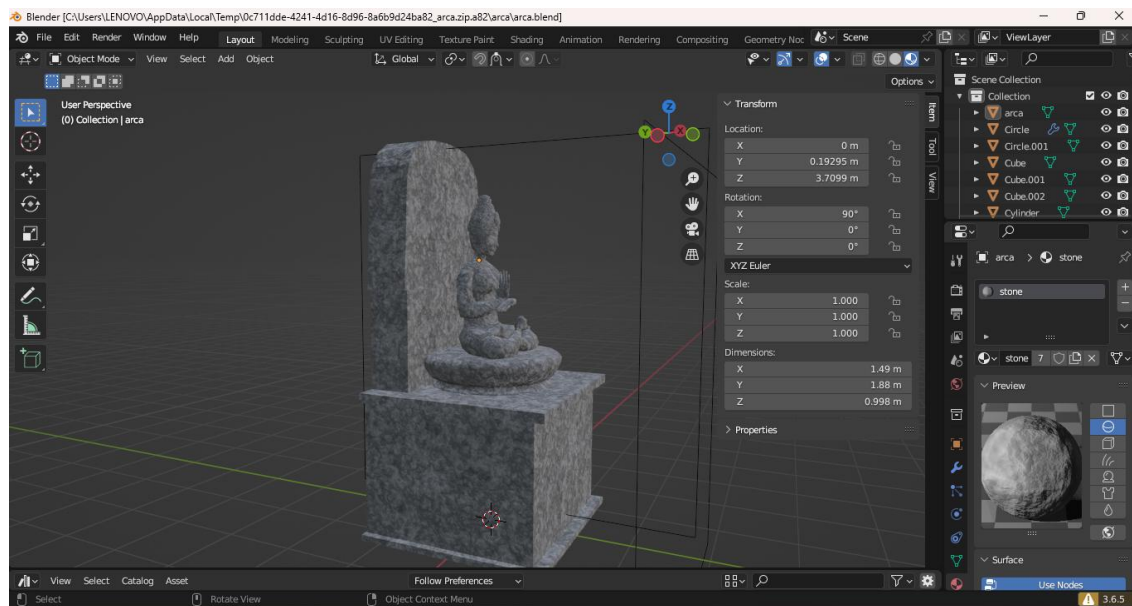 Blender [C:\Users\LENOVO\AppData\Local\Temp\0c711dde-4241-4d16-8d96-8a6b9d24ba82_arca.zip.a82\arca\arca.blend]
File Edit Render Window Help Layout Modeling Sculpting UV Editing Texture Paint Shading Animation Rendering Compositing Geometry Noc Scene ViewLayer
Object Mode View Select Add Object Global
Options
User Perspective
(0) Collection | arca
Transform
Location:
X 0 m
Y 0.19295 m
Z 3.7099 m
Rotation:
X 90°
Y 0°
Z 0°
XYZ Euler
Scale:
X 1.000
Y 1.000
Z 1.000
Dimensions:
X 1.49 m
Y 1.88 m
Z 0.998 m
Properties
Item
Tool
View
Z
Y
X
Scene Collection
Collection
arca
Circle
Circle.001
Cube
Cube.001
Cube.002
Cylinder
arca > stone
stone
stone 7
Preview
Surface
Use Nodes
View Select Catalog Asset Follow Preferences
Select Rotate View Object Context Menu 3.6.5